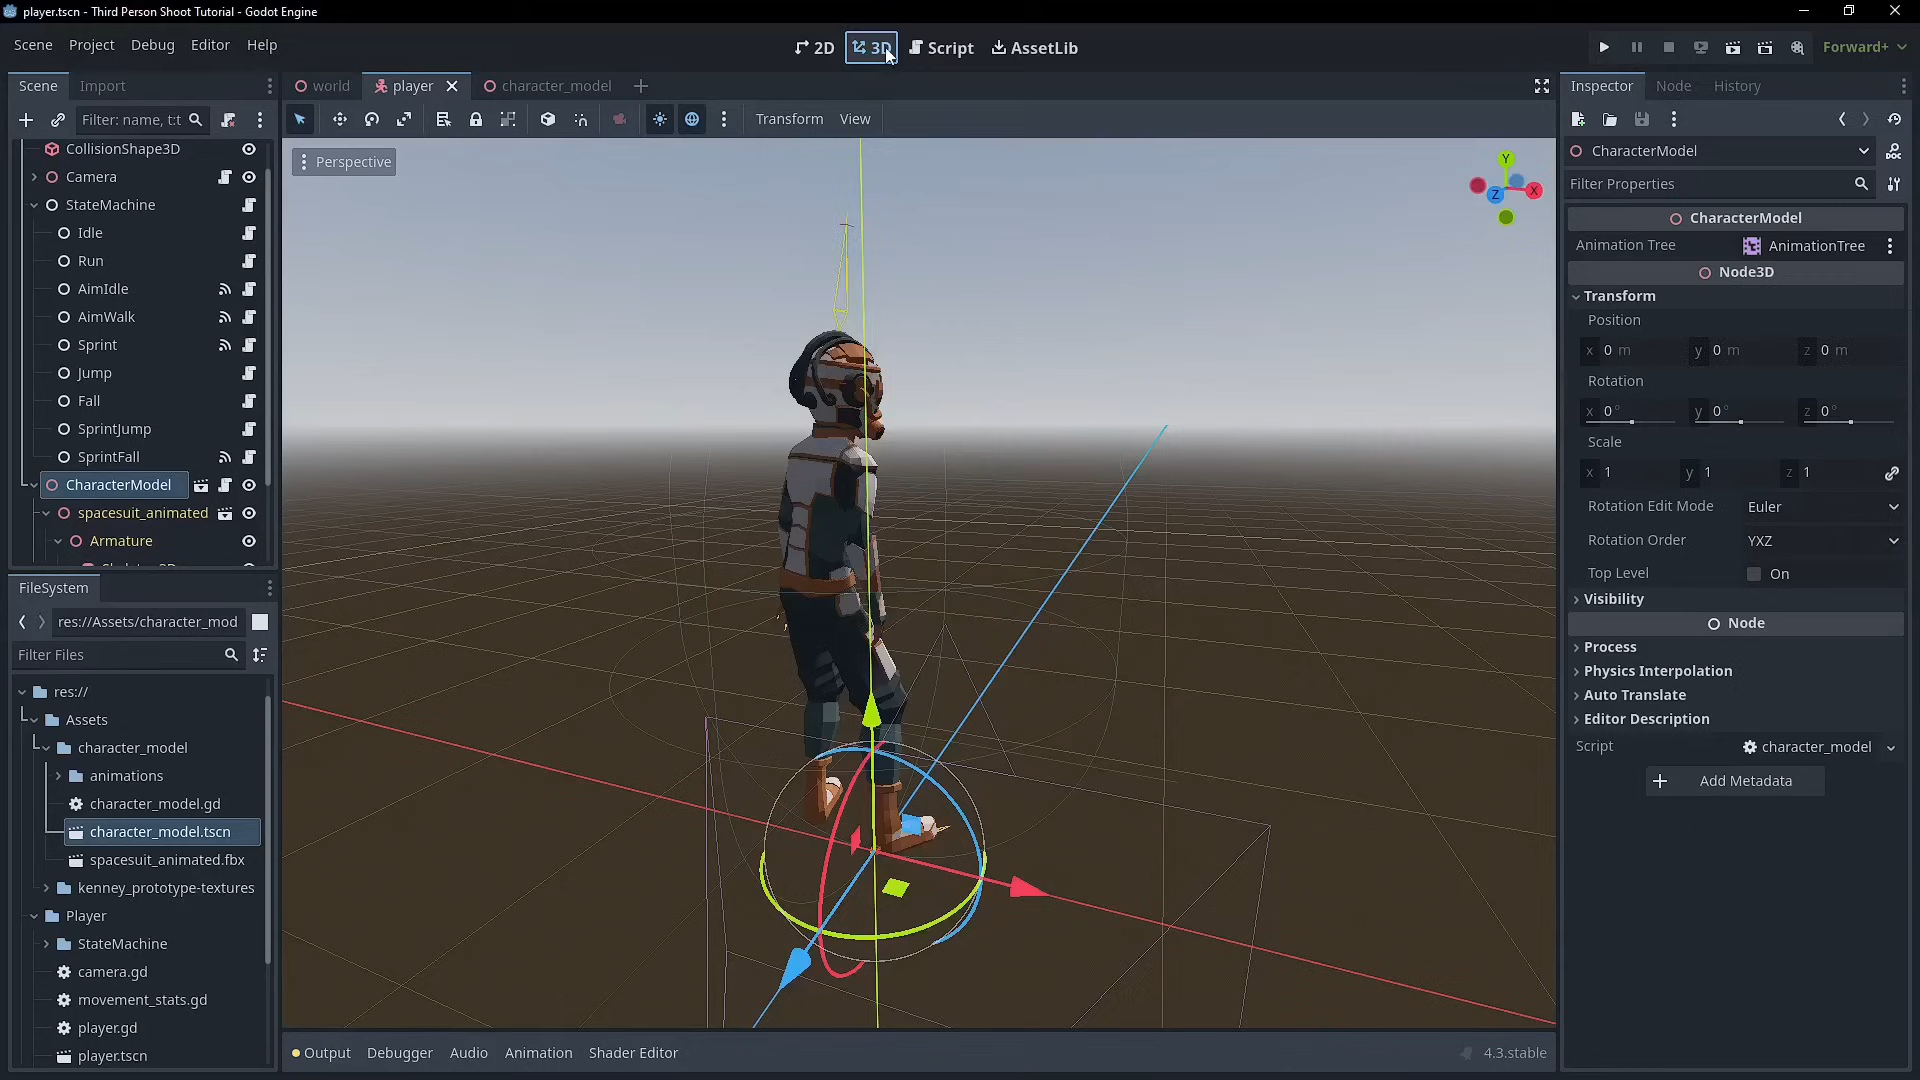 player.tscn - Third Person Shoot Tutorial - Godot Engine
Scene Project Debug Editor Help
2D 3D Script AssetLib
Forward+
Scene Import
Filter: name, t:t
CollisionShape3D
Camera
StateMachine
Idle
Run
AimIdle
AimWalk
Sprint
Jump
Fall
SprintJump
SprintFall
CharacterModel
spacesuit_animated
Armature
FileSystem
res://Assets/character_mod
Filter Files
res://
Assets
character_model
animations
character_model.gd
character_model.tscn
spacesuit_animated.fbx
kenney_prototype-textures
Player
StateMachine
camera.gd
movement_stats.gd
player.gd
player.tscn
world player character_model
Transform View
Perspective
Y
X
Z
Output Debugger Audio Animation Shader Editor
4.3.stable
Inspector Node History
CharacterModel
DOC
Filter Properties
CharacterModel
Animation Tree AnimationTree
Node3D
Transform
Position
x 0 m y 0 m z 0 m
Rotation
x 0° y 0° z 0°
Scale
x 1 y 1 z 1
Rotation Edit Mode Euler
Rotation Order YXZ
Top Level On
Visibility
Node
Process
Physics Interpolation
Auto Translate
Editor Description
Script character_model
Add Metadata